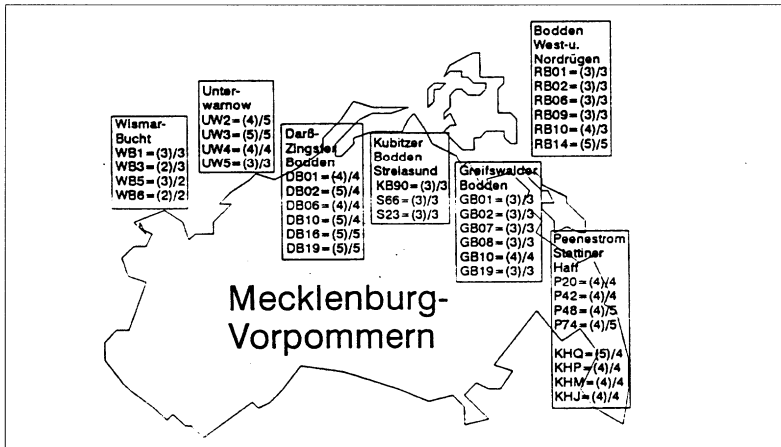 Wismar-
Bucht
WB1=(3)/3
WB3=(2)/3
WB5=(3)/2
WB6=(2)/2
Unter-
warnow
UW2=(4)/5
UW3=(5)/5
UW4=(4)/4
UW5=(3)/3
Darß-
Zingster
Bodden
DB01=(4)/4
DB02=(5)/4
DB06=(4)/4
DB10=(5)/4
DB16=(5)/5
DB19=(5)/5
Kubitzer
Bodden
Strelasund
KB90=(3)/3
S66=(3)/3
S23=(3)/3
Greifswalder
Bodden
GB01=(3)/3
GB02=(3)/3
GB07=(3)/3
GB08=(3)/3
GB10=(4)/4
GB19=(3)/3
Bodden
West-u.
Nordrügen
RB01=(3)/3
RB02=(3)/3
RB06=(3)/3
RB09=(3)/3
RB10=(4)/3
RB14=(5)/5
Peenestrom
Stettiner
Haff
P20=(4)/4
P42=(4)/4
P48=(4)/5
P74=(4)/5
KHQ=(5)/4
KHP=(4)/4
KHM=(4)/4
KHJ=(4)/4
Mecklenburg-
Vorpommern